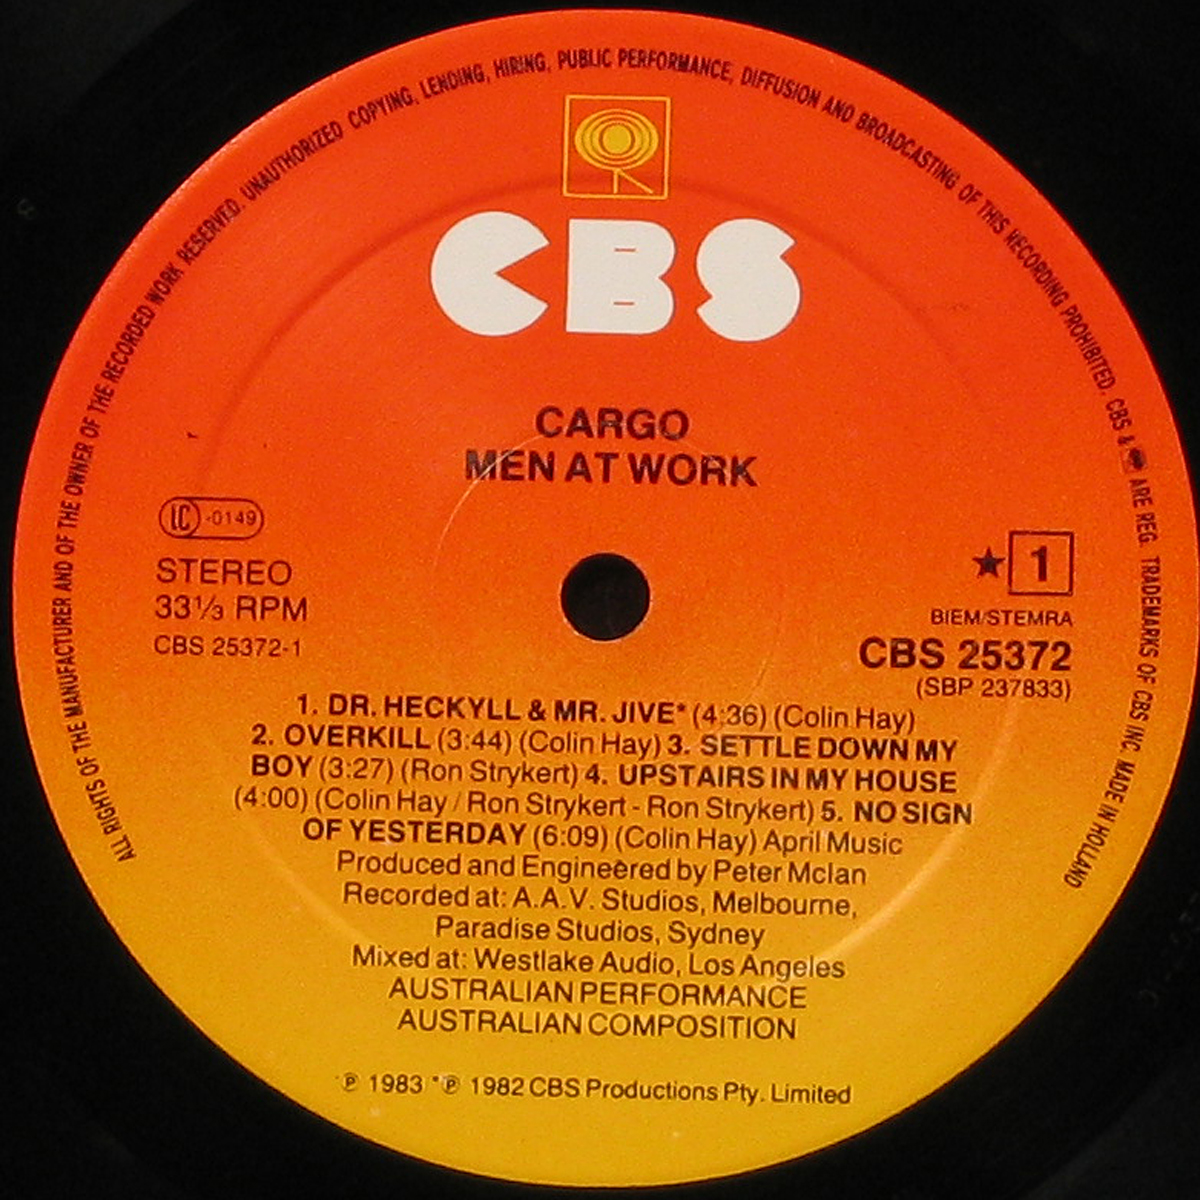 ALL RIGHTS OF THE MANUFACTURER AND OF THE OWNER OF THE RECORDED WORK RESERVED. UNAUTHORIZED COPYING, LENDING, HIRING, PUBLIC PERFORMANCE, DIFFUSION AND BROADCASTING OF THIS RECORDING PROHIBITED. CBS & ARE REG. TRADEMARKS OF CBS INC. MADE IN HOLLAND
CBS
CARGO
MEN AT WORK
LC -0149
STEREO
33⅓ RPM
CBS 25372-1
★ 1
BIEM/STEMRA
CBS 25372
(SBP 237833)
1. DR. HECKYLL & MR. JIVE* (4:36) (Colin Hay)
2. OVERKILL (3:44) (Colin Hay) 3. SETTLE DOWN MY
BOY (3:27) (Ron Strykert) 4. UPSTAIRS IN MY HOUSE
(4:00) (Colin Hay / Ron Strykert - Ron Strykert) 5. NO SIGN
OF YESTERDAY (6:09) (Colin Hay) April Music
Produced and Engineered by Peter McIan
Recorded at: A.A.V. Studios, Melbourne,
Paradise Studios, Sydney
Mixed at: Westlake Audio, Los Angeles
AUSTRALIAN PERFORMANCE
AUSTRALIAN COMPOSITION
℗ 1983 *℗ 1982 CBS Productions Pty. Limited